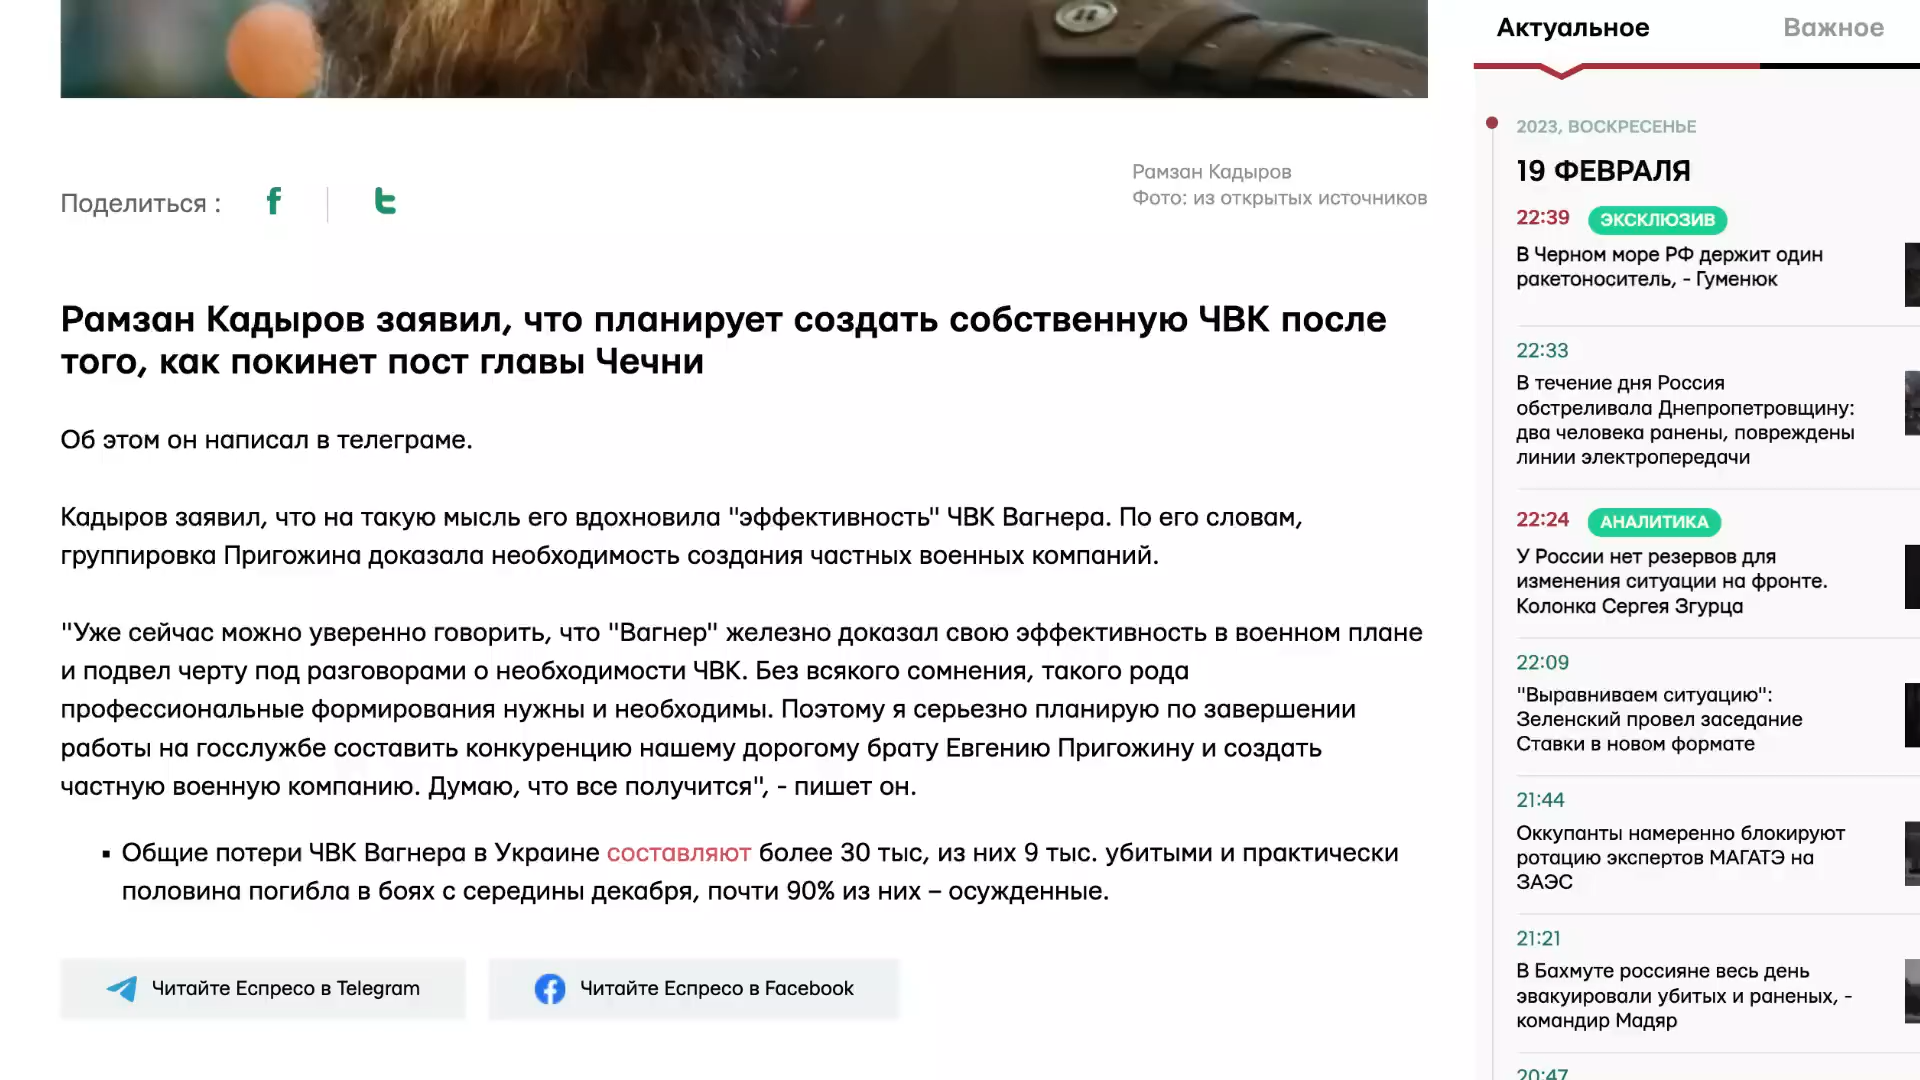 Рамзан Кадыров
Фото: из открытых источников
Поделиться :
Рамзан Кадыров заявил, что планирует создать собственную ЧВК после
того, как покинет пост главы Чечни
Об этом он написал в телеграме.
Кадыров заявил, что на такую мысль его вдохновила "эффективность" ЧВК Вагнера. По его словам,
группировка Пригожина доказала необходимость создания частных военных компаний.
"Уже сейчас можно уверенно говорить, что "Вагнер" железно доказал свою эффективность в военном плане
и подвел черту под разговорами о необходимости ЧВК. Без всякого сомнения, такого рода
профессиональные формирования нужны и необходимы. Поэтому я серьезно планирую по завершении
работы на госслужбе составить конкуренцию нашему дорогому брату Евгению Пригожину и создать
частную военную компанию. Думаю, что все получится", - пишет он.
▪ Общие потери ЧВК Вагнера в Украине составляют более 30 тыс, из них 9 тыс. убитыми и практически
половина погибла в боях с середины декабря, почти 90% из них – осужденные.
Читайте Еспресо в Telegram
Читайте Еспресо в Facebook
Актуальное
Важное
2023, ВОСКРЕСЕНЬЕ
19 ФЕВРАЛЯ
22:39 ЭКСКЛЮЗИВ
В Черном море РФ держит один
ракетоноситель, - Гуменюк
22:33
В течение дня Россия
обстреливала Днепропетровщину:
два человека ранены, повреждены
линии электропередачи
22:24 АНАЛИТИКА
У России нет резервов для
изменения ситуации на фронте.
Колонка Сергея Згурца
22:09
"Выравниваем ситуацию":
Зеленский провел заседание
Ставки в новом формате
21:44
Оккупанты намеренно блокируют
ротацию экспертов МАГАТЭ на
ЗАЭС
21:21
В Бахмуте россияне весь день
эвакуировали убитых и раненых, -
командир Мадяр
20:47